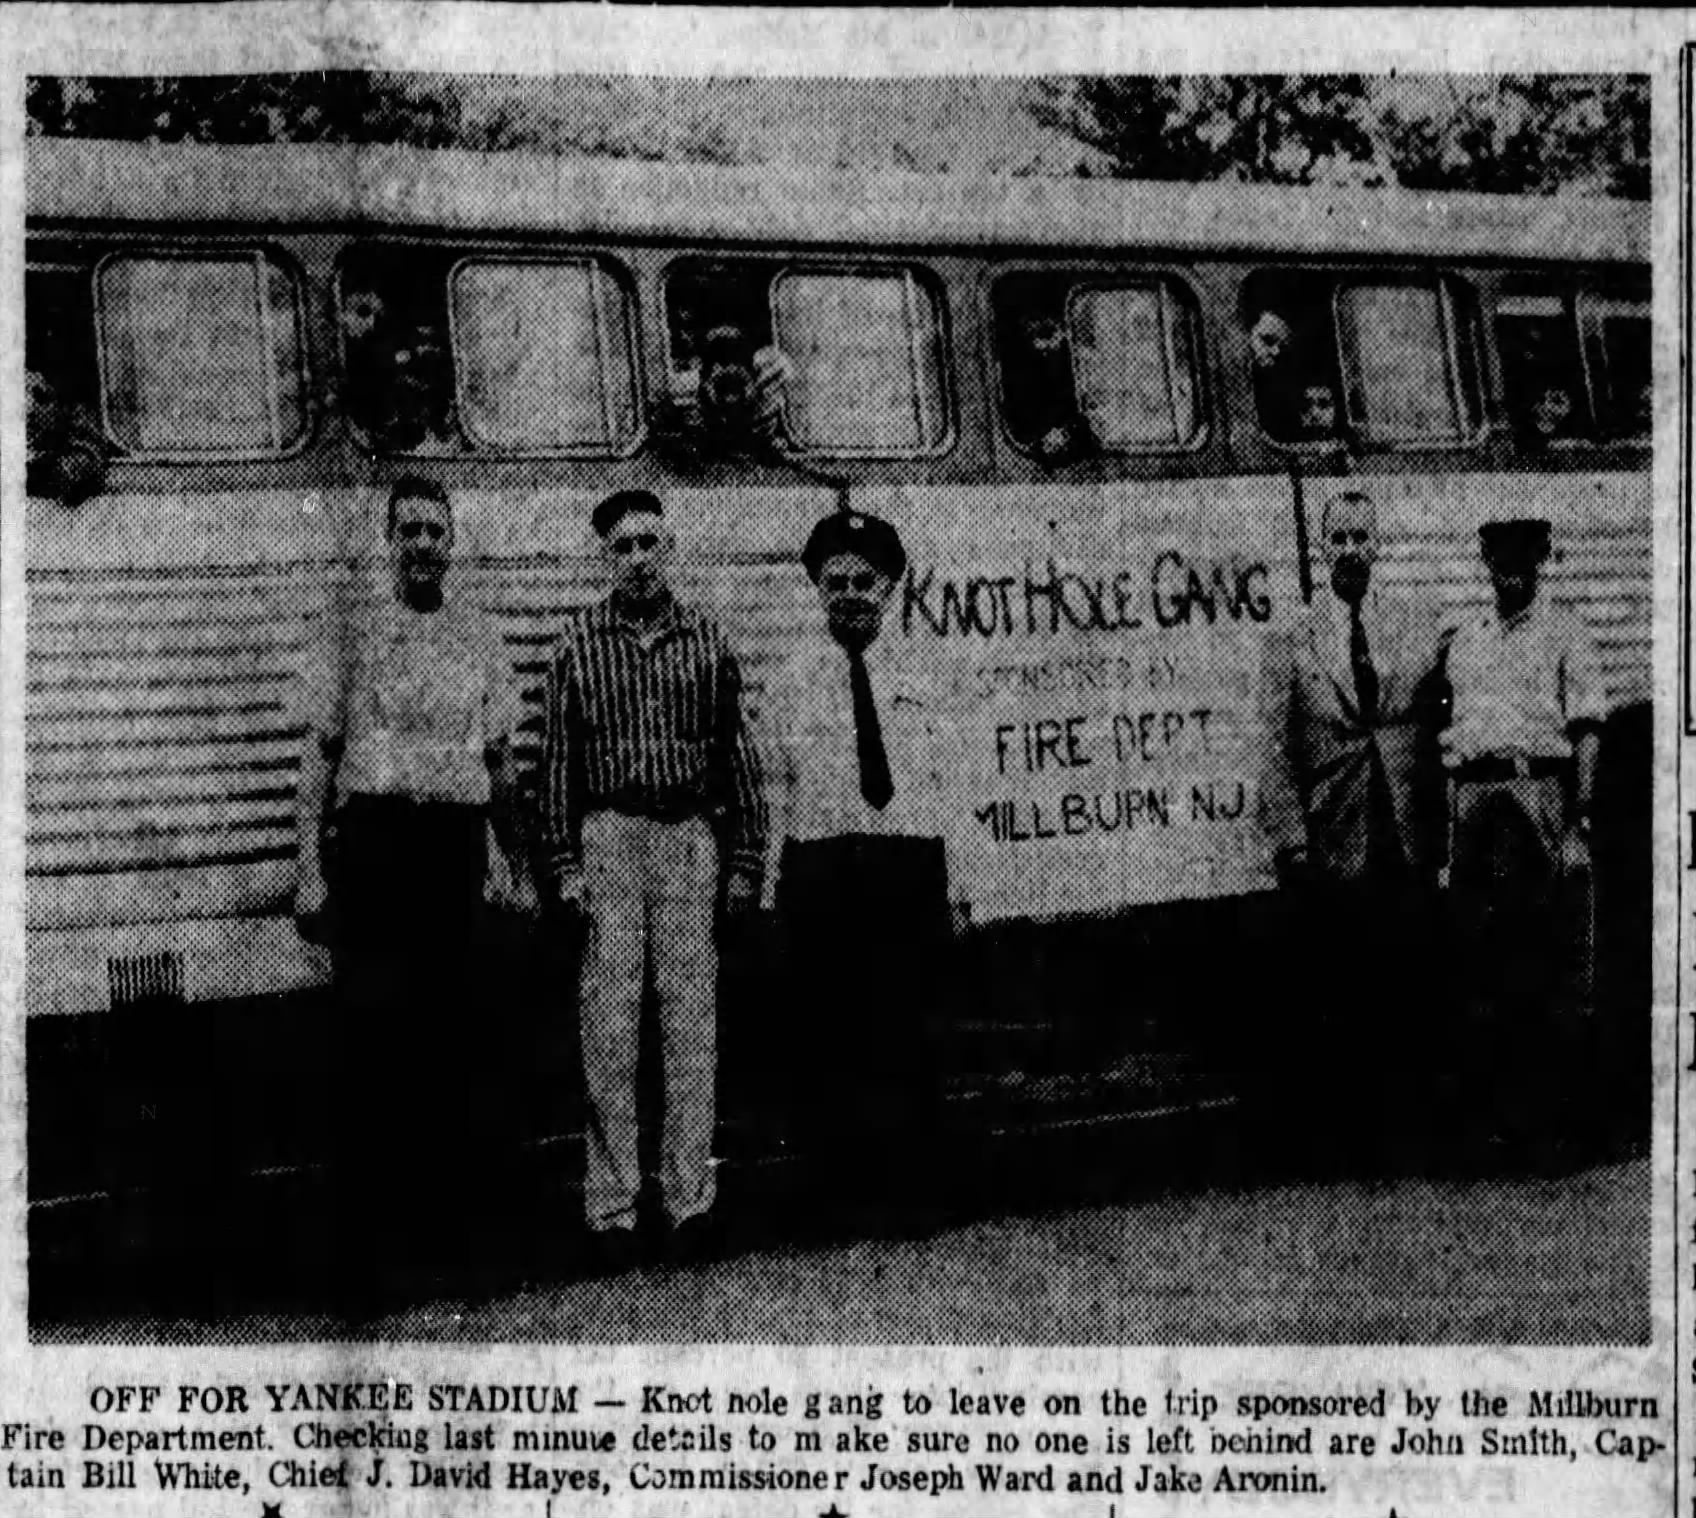 KNOT HOLE GANG
SPONSORED BY
FIRE DEPT
MILLBURN NJ
OFF FOR YANKEE STADIUM — Knot hole gang to leave on the trip sponsored by the Millburn
Fire Department. Checking last minute details to m ake sure no one is left behind are John Smith, Cap-
tain Bill White, Chief J. David Hayes, Commissioner Joseph Ward and Jake Aronin.